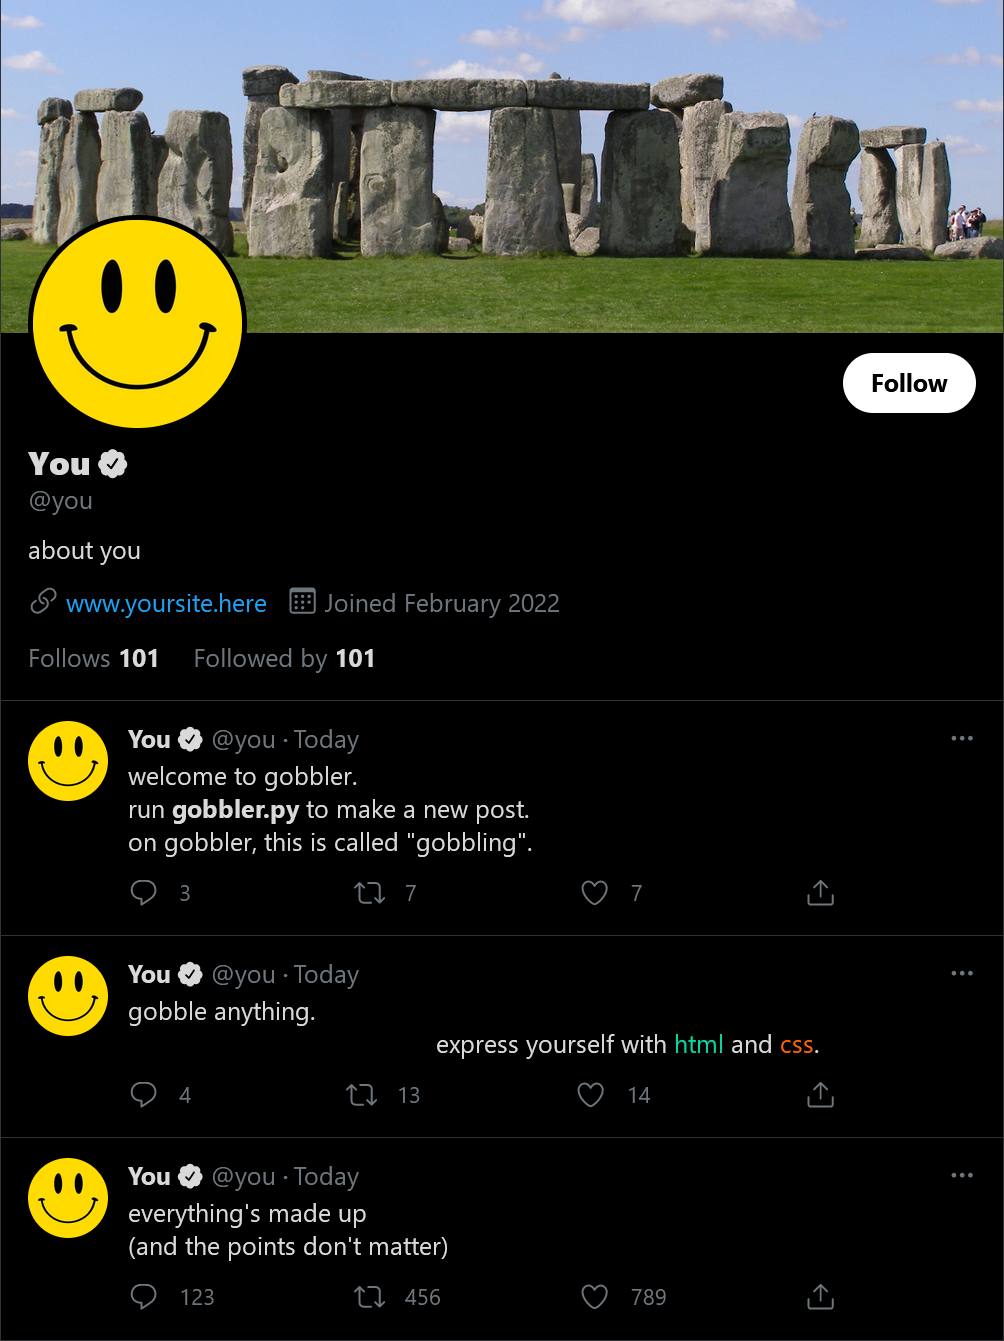 Follow
You
@you
about you
www.yoursite.here Joined February 2022
Follows 101 Followed by 101
You @you · Today
welcome to gobbler.
run gobbler.py to make a new post.
on gobbler, this is called "gobbling".
3 7 7
You @you · Today
gobble anything.
express yourself with html and css.
4 13 14
You @you · Today
everything's made up
(and the points don't matter)
123 456 789